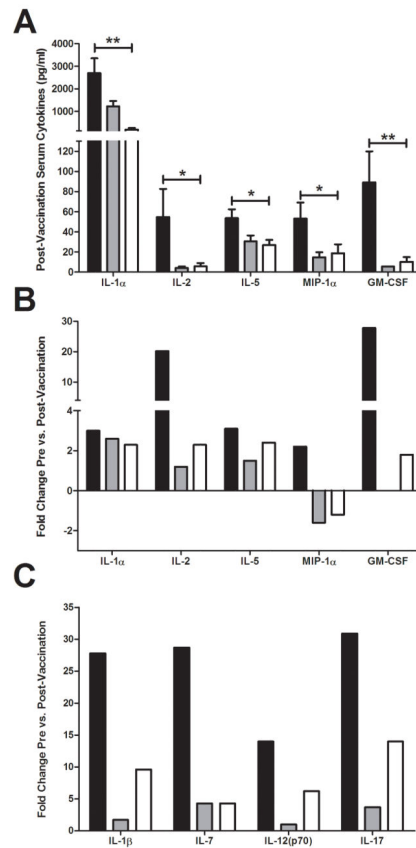 A
Post-Vaccination Serum Cytokines (pg/ml)
4000
3000
2000
1000
120
100
80
60
40
20
0
**
*
*
*
**
IL-1α
IL-2
IL-5
MIP-1α
GM-CSF
B
Fold Change Pre vs. Post-Vaccination
30
20
10
4
2
0
-2
IL-1α
IL-2
IL-5
MIP-1α
GM-CSF
C
Fold Change Pre vs. Post-Vaccination
35
30
25
20
15
10
5
0
IL-1β
IL-7
IL-12(p70)
IL-17